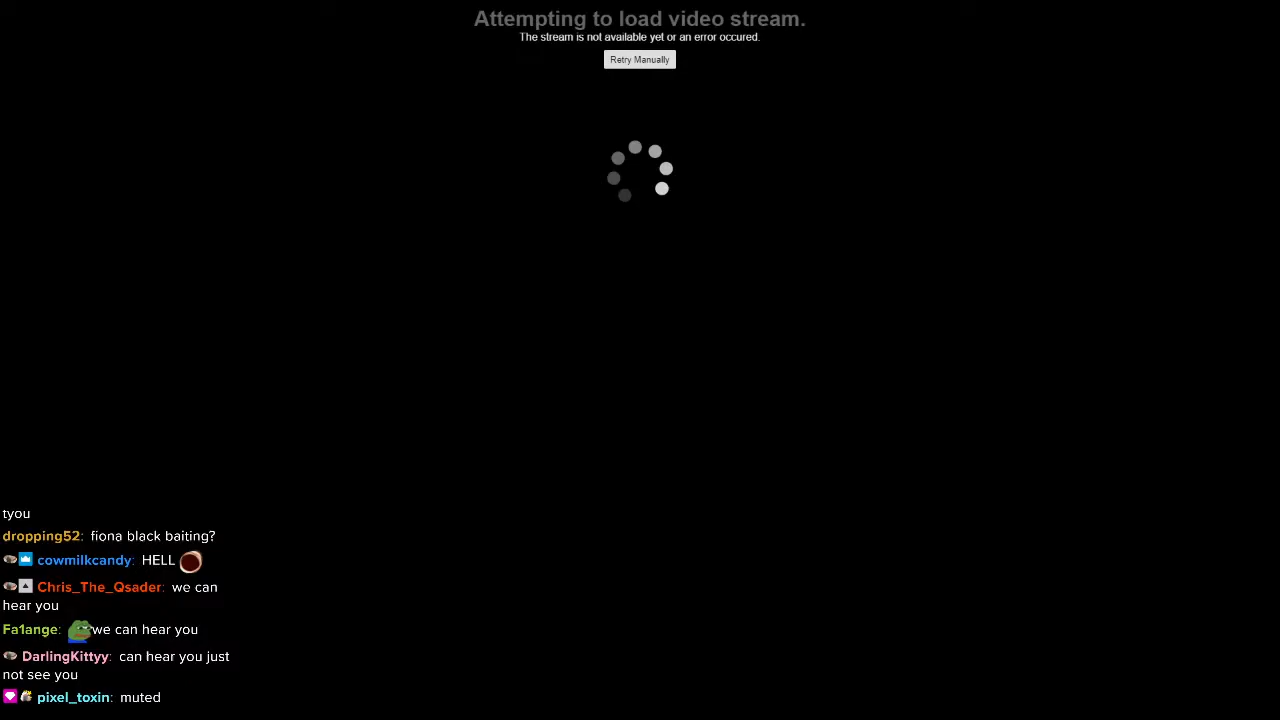 Attempting to load video stream.
The stream is not available yet or an error occured.
Retry Manually
tyou
dropping52: fiona black baiting?
cowmilkcandy: HELL
Chris_The_Qsader: we can
hear you
Fa1ange: we can hear you
DarlingKittyy: can hear you just
not see you
pixel_toxin: muted